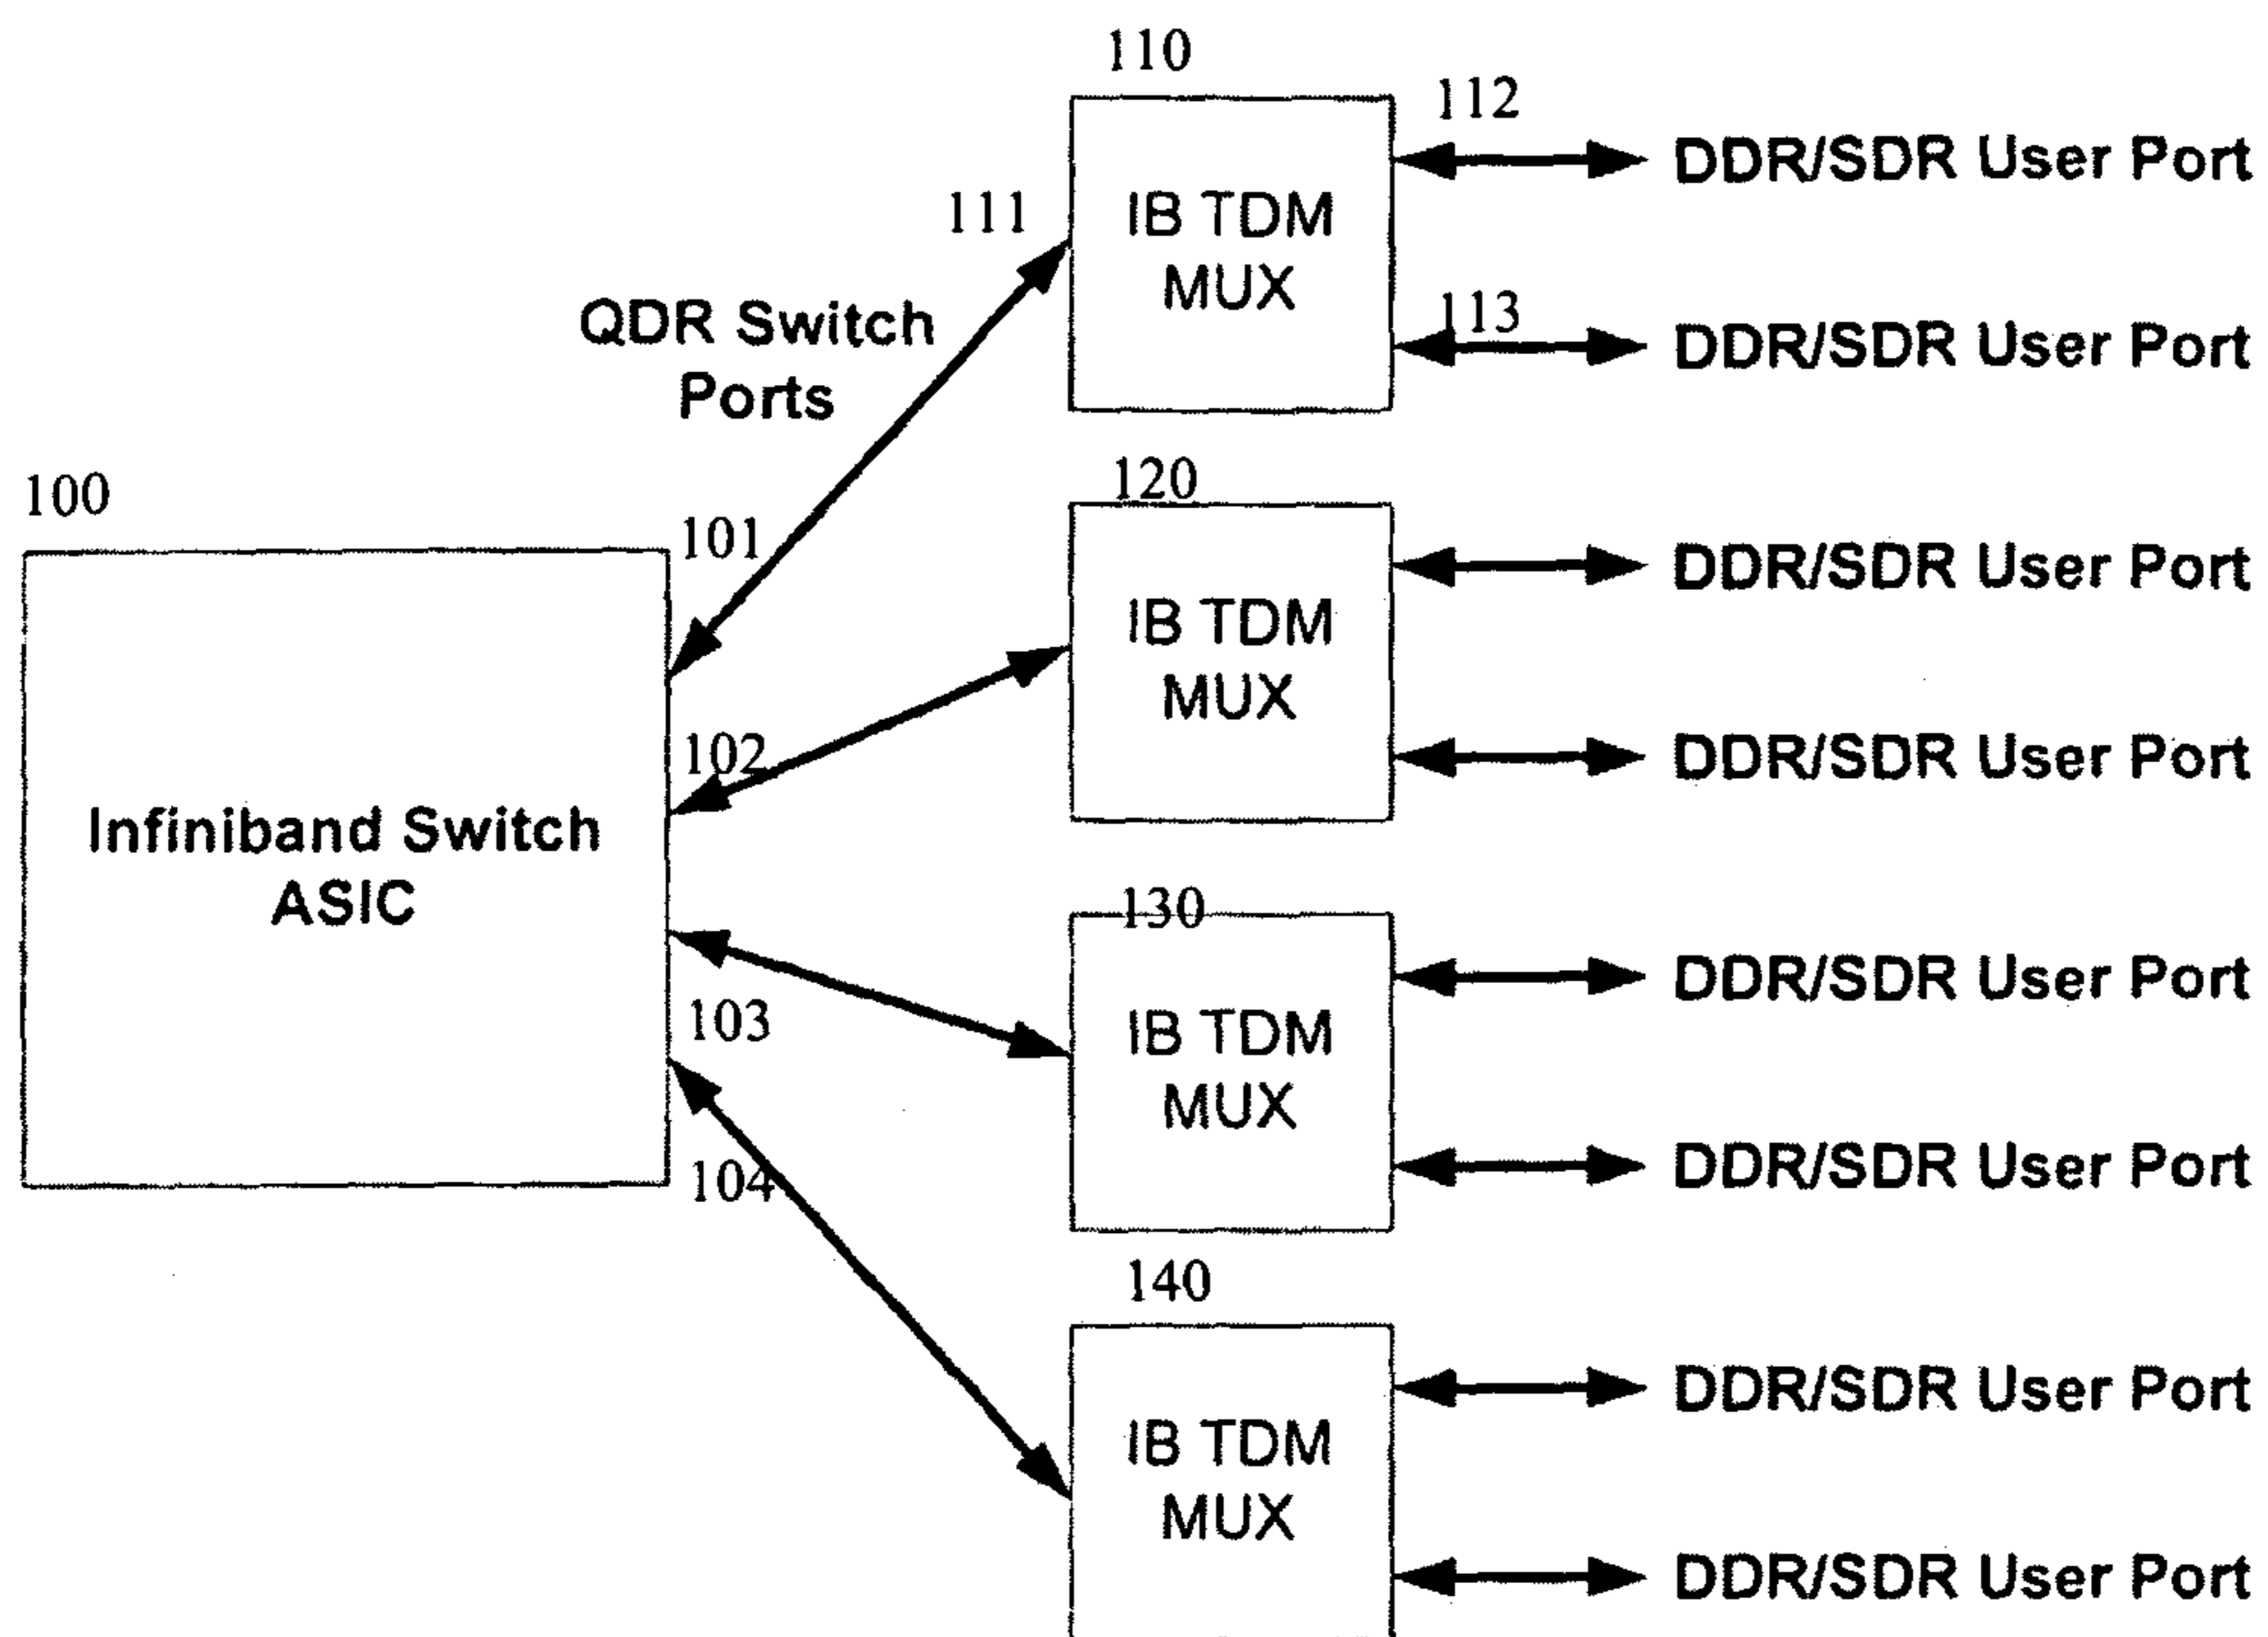 110
112
DDR/SDR User Port
111
IB TDM
MUX
113
DDR/SDR User Port
QDR Switch
Ports
100
101
120
DDR/SDR User Port
IB TDM
MUX
102
DDR/SDR User Port
Infiniband Switch
ASIC
130
DDR/SDR User Port
103
IB TDM
MUX
104
DDR/SDR User Port
140
DDR/SDR User Port
IB TDM
MUX
DDR/SDR User Port